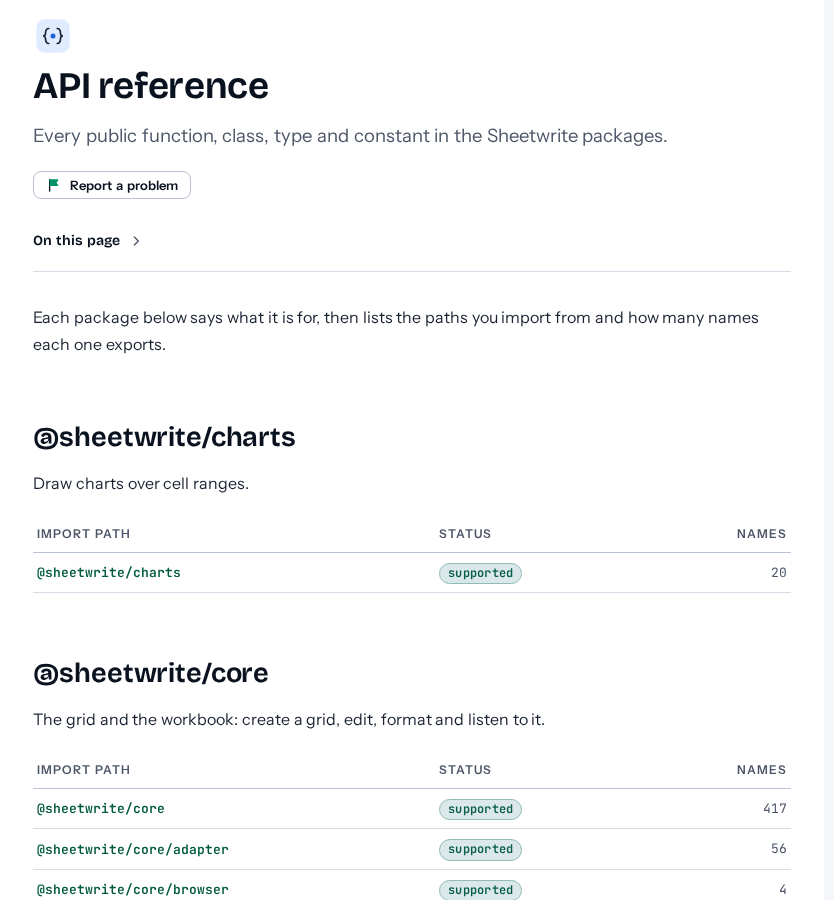 API reference
Every public function, class, type and constant in the Sheetwrite packages.
Report a problem
On this page
Each package below says what it is for, then lists the paths you import from and how many names
each one exports.
@sheetwrite/charts
Draw charts over cell ranges.
IMPORT PATH STATUS NAMES
@sheetwrite/charts supported 20
@sheetwrite/core
The grid and the workbook: create a grid, edit, format and listen to it.
IMPORT PATH STATUS NAMES
@sheetwrite/core supported 417
@sheetwrite/core/adapter supported 56
@sheetwrite/core/browser supported 4